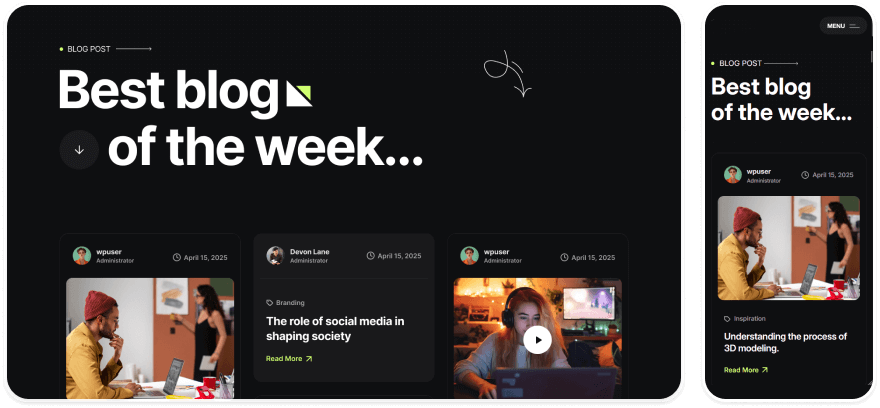 BLOG POST
Best blog
of the week...
wpuser
Administrator
April 15, 2025
Devon Lane
Administrator
April 15, 2025
Branding
The role of social media in
shaping society
Read More
wpuser
Administrator
April 15, 2025
MENU
BLOG POST
Best blog
of the week...
wpuser
Administrator
April 15, 2025
Inspiration
Understanding the process of
3D modeling.
Read More